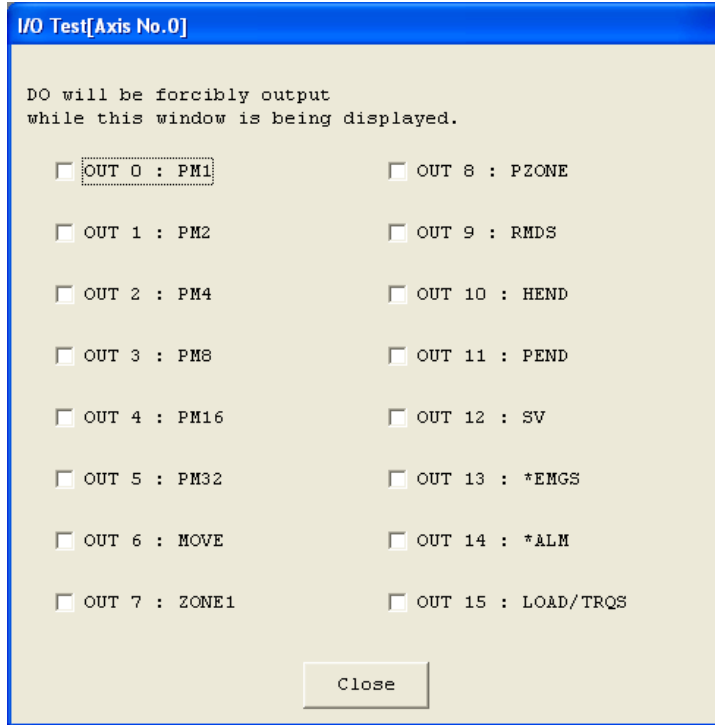 I/O Test[Axis No.0]
DO will be forcibly output
while this window is being displayed.
OUT 0 : PM1
OUT 1 : PM2
OUT 2 : PM4
OUT 3 : PM8
OUT 4 : PM16
OUT 5 : PM32
OUT 6 : MOVE
OUT 7 : ZONE1
OUT 8 : PZONE
OUT 9 : RMDS
OUT 10 : HEND
OUT 11 : PEND
OUT 12 : SV
OUT 13 : *EMGS
OUT 14 : *ALM
OUT 15 : LOAD/TRQS
Close